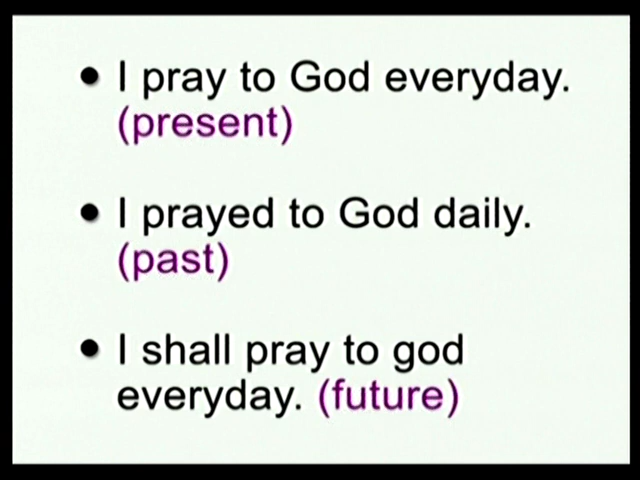 • I pray to God everyday.
(present)
• I prayed to God daily.
(past)
• I shall pray to god
everyday. (future)